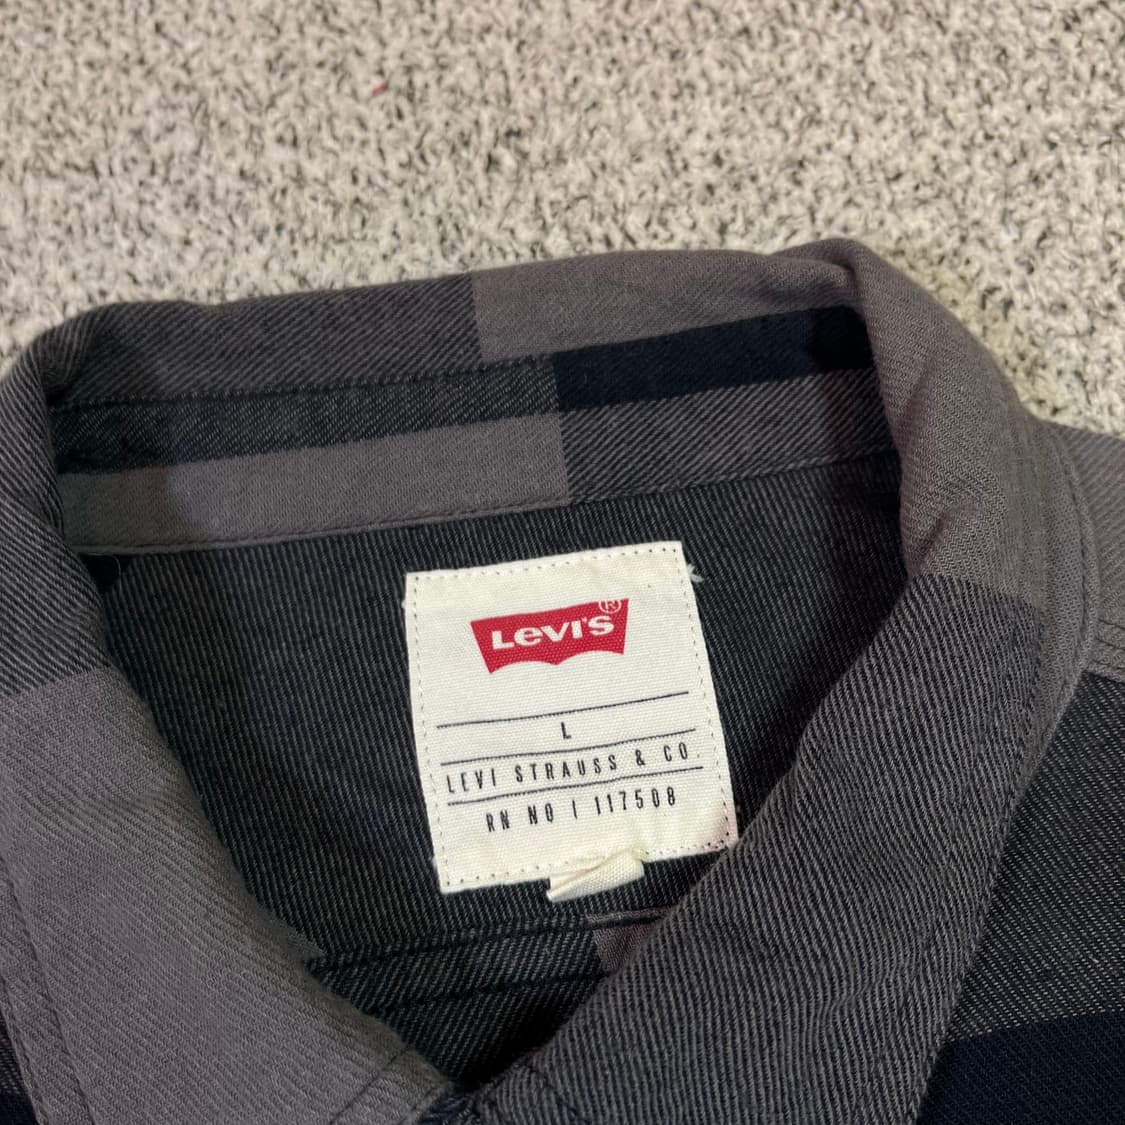 Levi's®
L
LEVI STRAUSS & CO.
RN NO | 117508